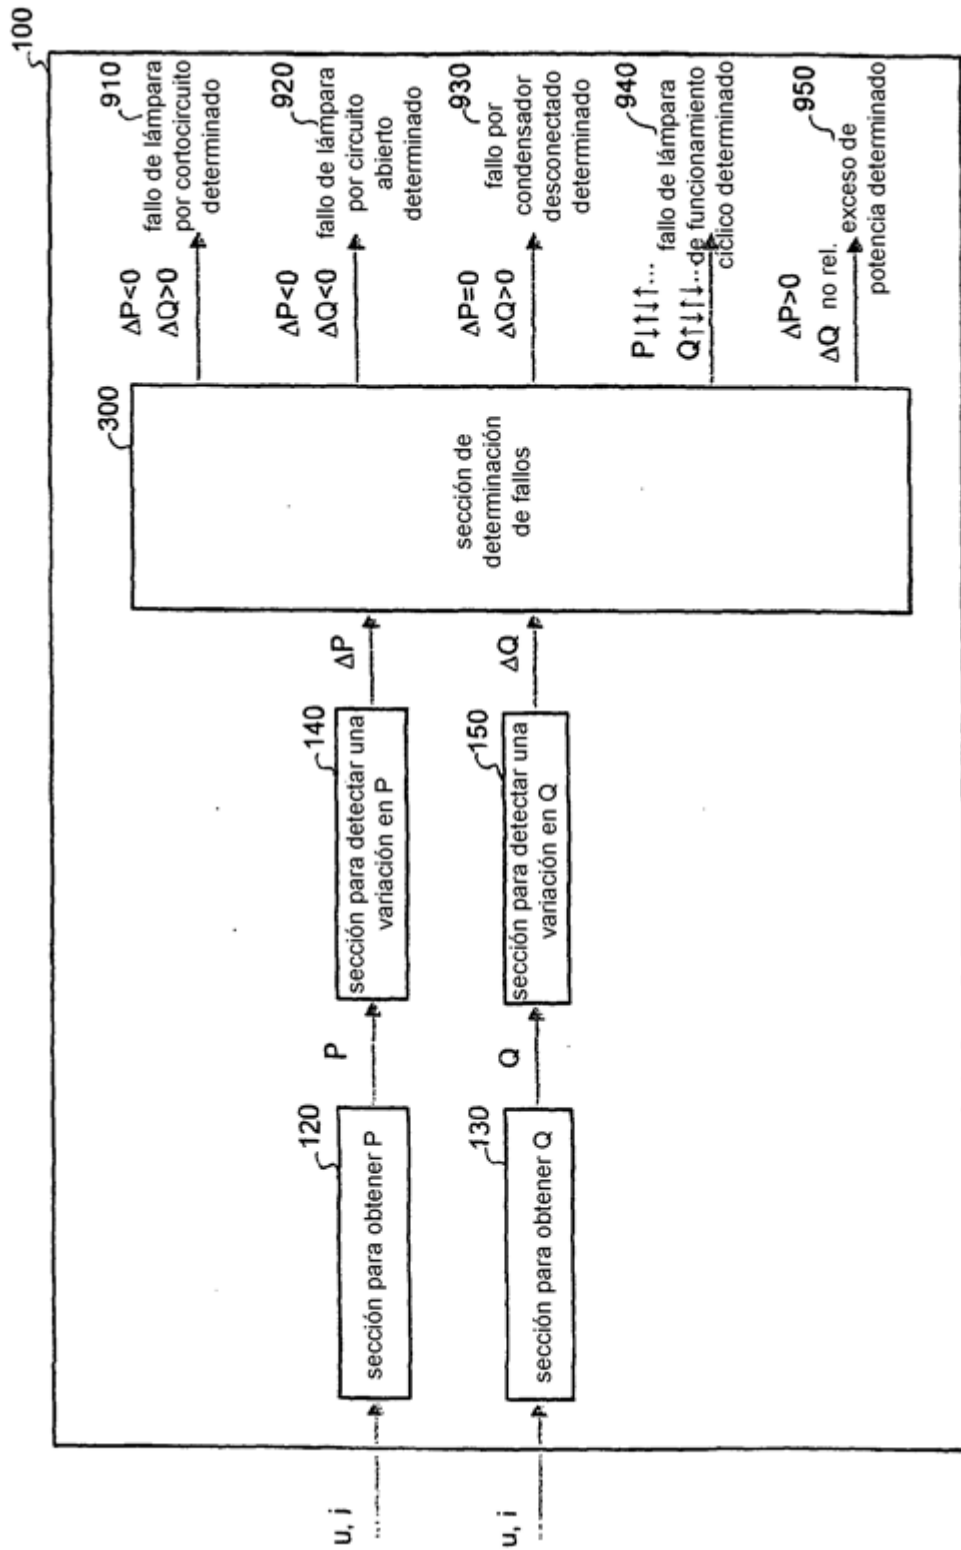 100
u, i
u, i
120
sección para obtener P
130
sección para obtener Q
P
Q
140
sección para detectar una
variación en P
150
sección para detectar una
variación en Q
ΔP
ΔQ
300
sección de
determinación
de fallos
ΔP<0
ΔQ>0
910
fallo de lámpara
por cortocircuito
determinado
ΔP<0
ΔQ<0
920
fallo de lámpara
por circuito
abierto
determinado
ΔP=0
ΔQ>0
930
fallo por
condensador
desconectado
determinado
P↓↑↓↑...
Q↑↓↑↓...
940
fallo de lámpara
de funcionamiento
cíclico determinado
ΔP>0
ΔQ no rel.
950
exceso de
potencia determinado